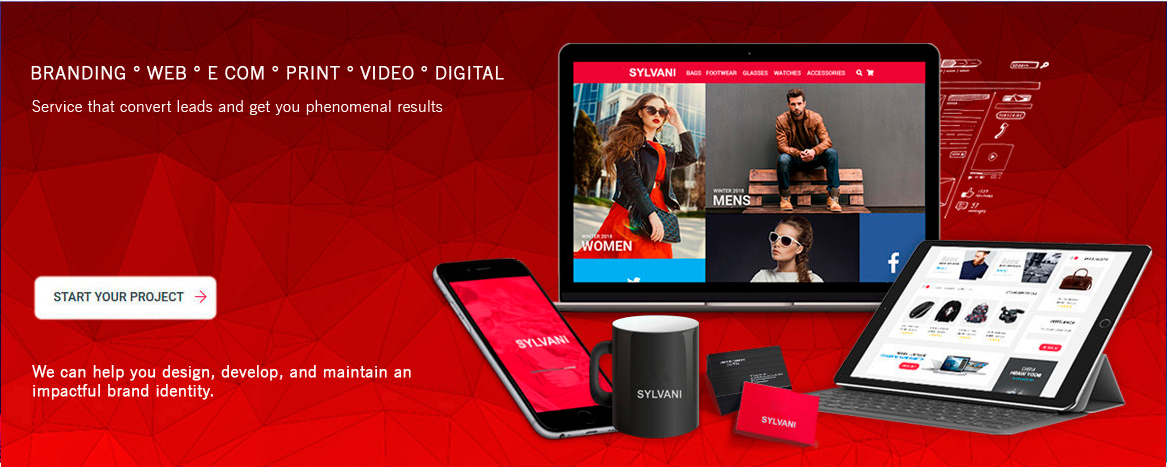 BRANDING ° WEB ° E COM ° PRINT ° VIDEO ° DIGITAL
Service that convert leads and get you phenomenal results
START YOUR PROJECT
We can help you design, develop, and maintain an
impactful brand identity.
SYLVANI BAGS FOOTWEAR GLASSES WATCHES ACCESSORIES
WINTER 2018
MENS
WINTER 2018
WOMEN
f
SYLVANI
SYLVANI
SYLVANI
SUBSCRIBE